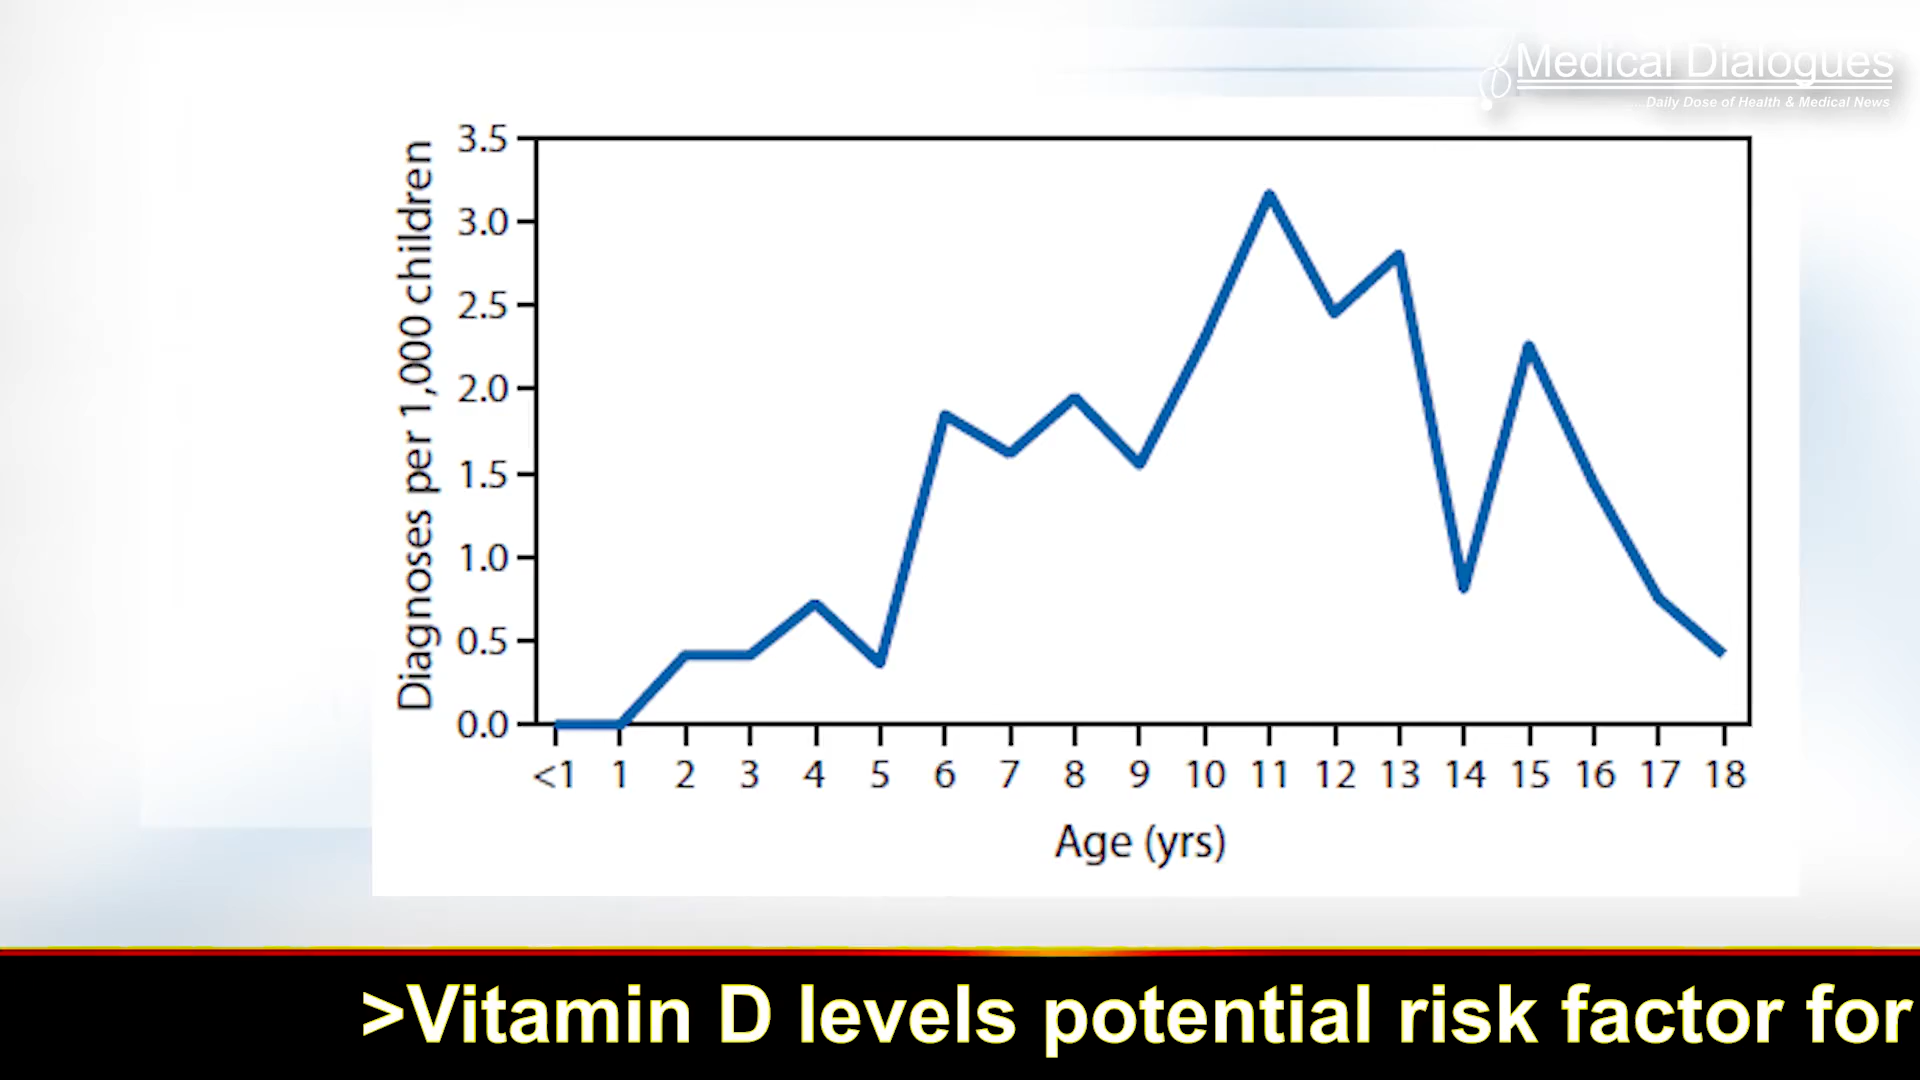 Medical Dialogues
...Daily Dose of Health & Medical News
Diagnoses per 1,000 children
3.5
3.0
2.5
2.0
1.5
1.0
0.5
0.0
<1 1 2 3 4 5 6 7 8 9 10 11 12 13 14 15 16 17 18
Age (yrs)
>Vitamin D levels potential risk factor for